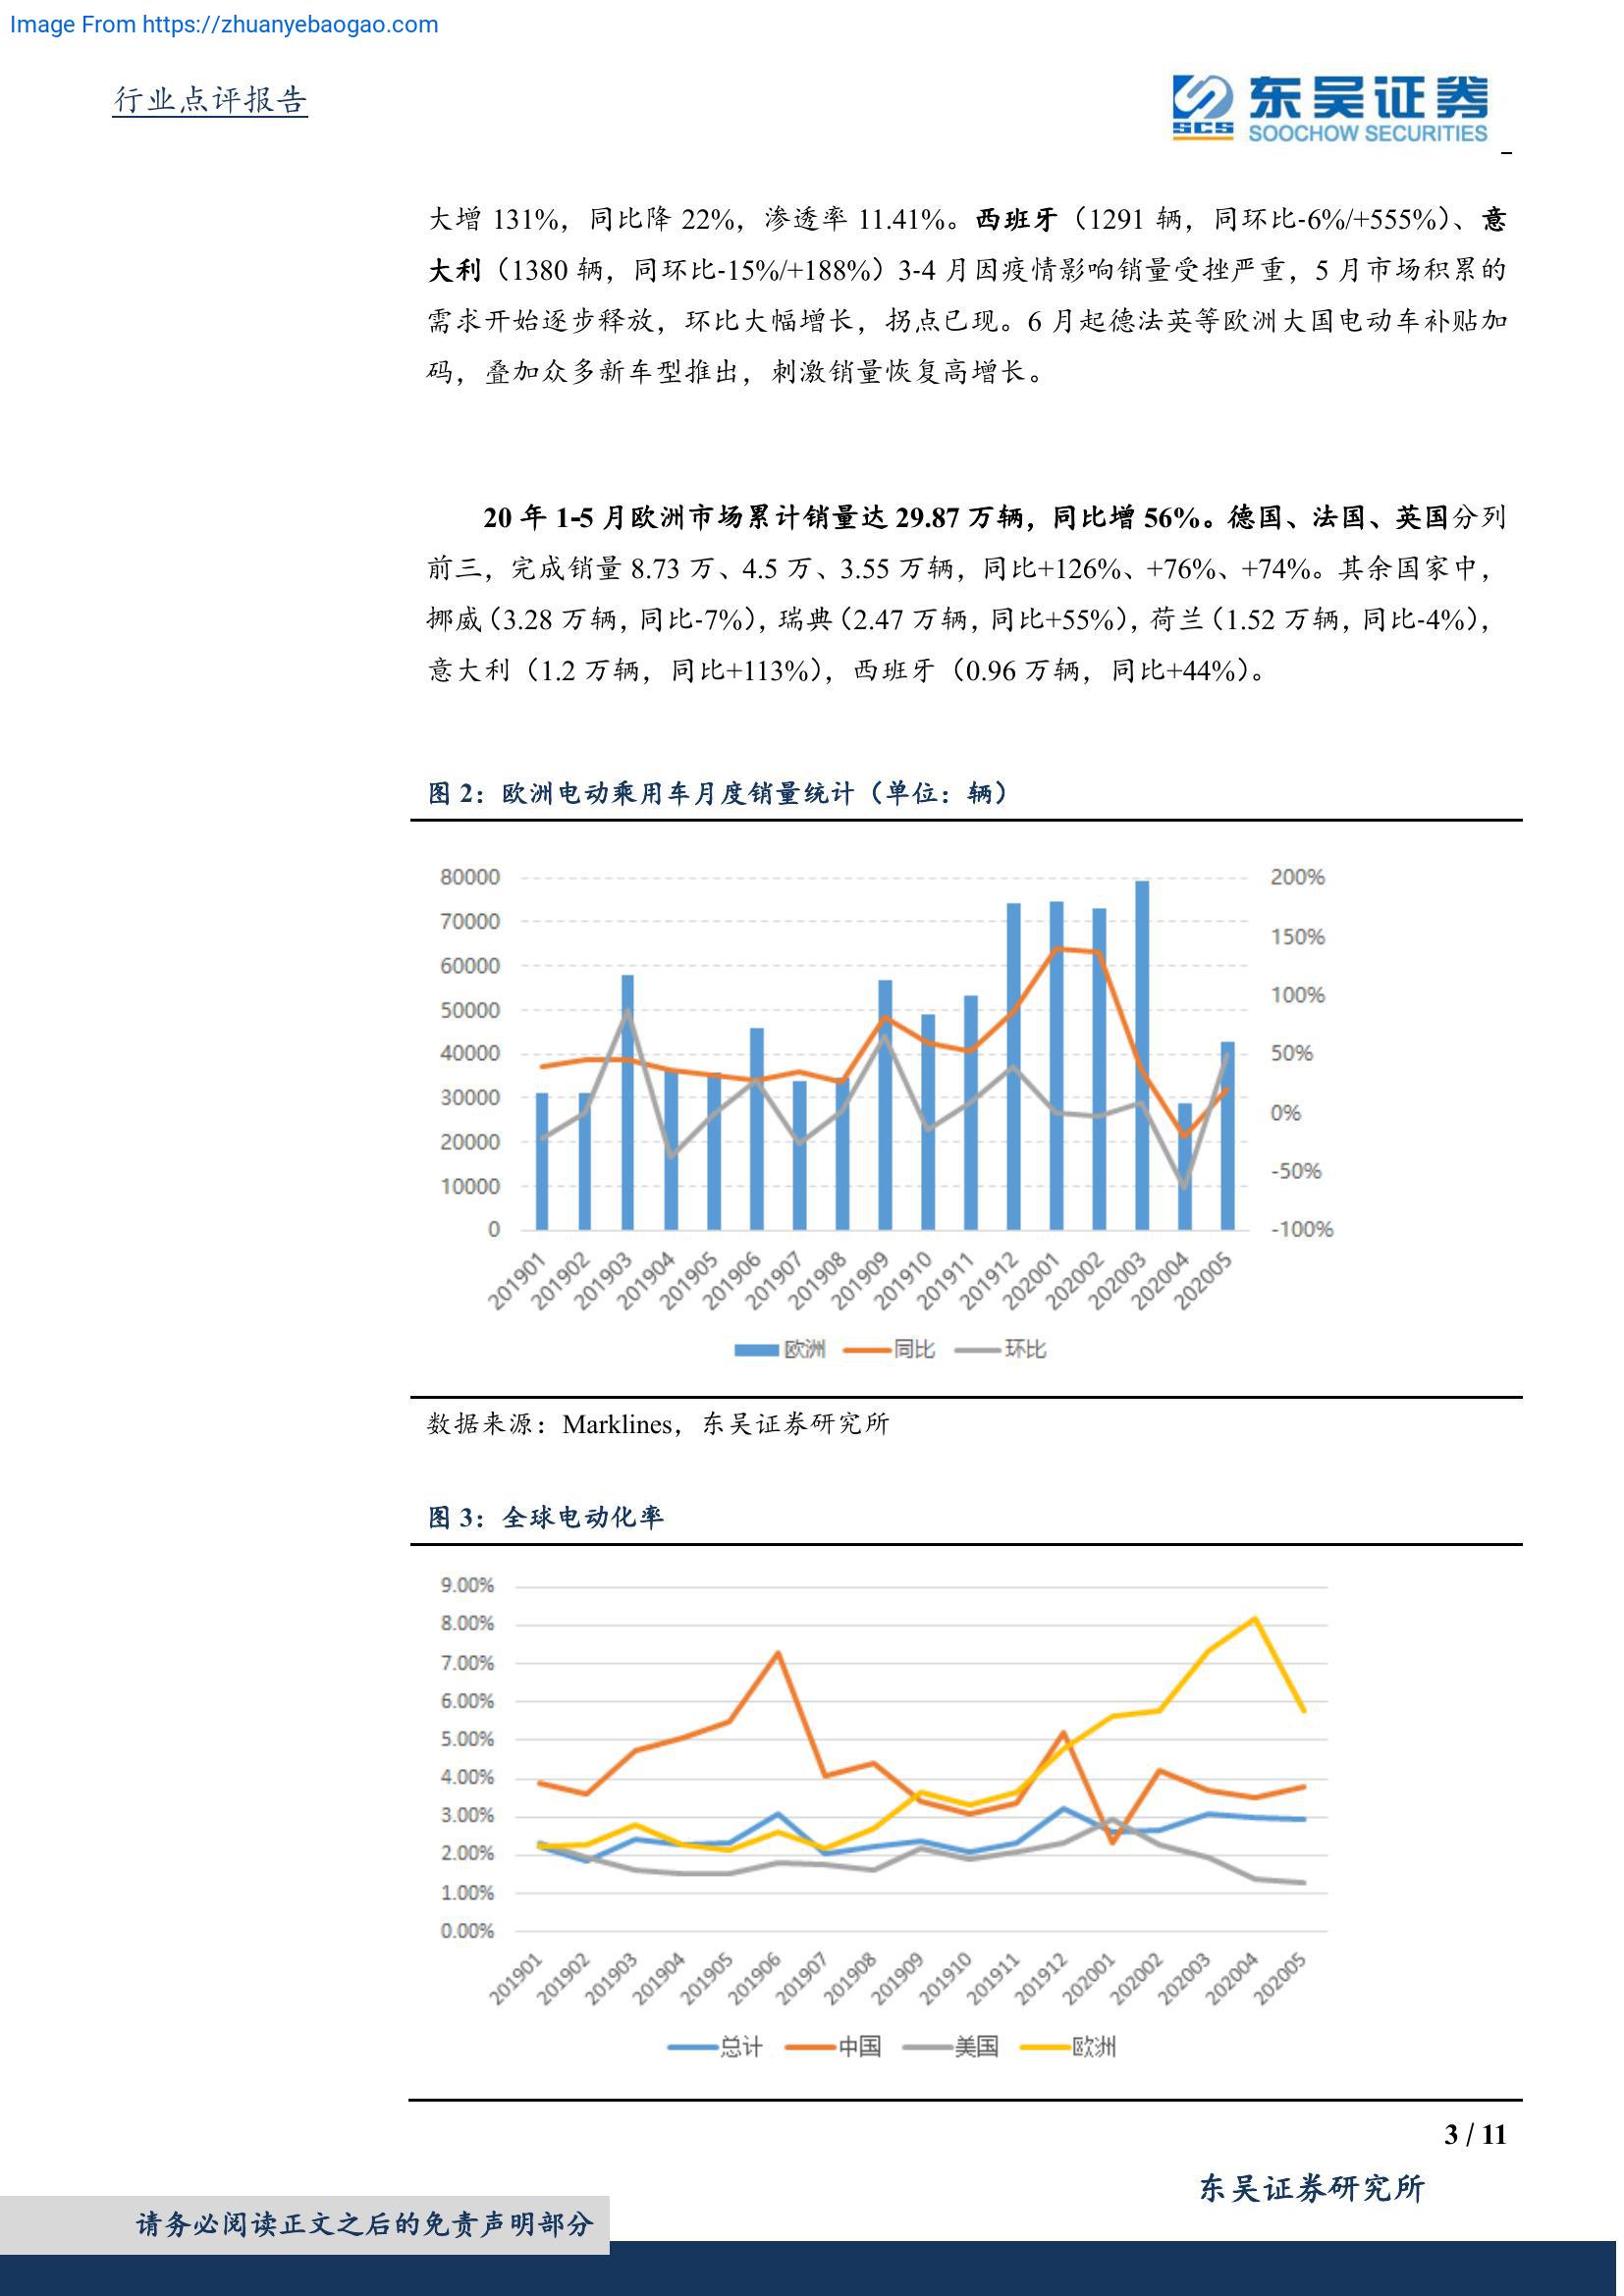 Image From https://zhuanyebaogao.com
行业点评报告
东吴证券
SCS
SOOCHOW SECURITIES
大增 131%，同比降 22%，渗透率 11.41%。西班牙（1291 辆，同环比-6%/+555%）、意
大利（1380 辆，同环比-15%/+188%）3-4 月因疫情影响销量受挫严重，5 月市场积累的
需求开始逐步释放，环比大幅增长，拐点已现。6 月起德法英等欧洲大国电动车补贴加
码，叠加众多新车型推出，刺激销量恢复高增长。
20 年 1-5 月欧洲市场累计销量达 29.87 万辆，同比增 56%。德国、法国、英国分列
前三，完成销量 8.73 万、4.5 万、3.55 万辆，同比+126%、+76%、+74%。其余国家中，
挪威（3.28 万辆，同比-7%），瑞典（2.47 万辆，同比+55%），荷兰（1.52 万辆，同比-4%），
意大利（1.2 万辆，同比+113%），西班牙（0.96 万辆，同比+44%）。
图 2：欧洲电动乘用车月度销量统计（单位：辆）
80000 200%
70000 150%
60000
50000 100%
40000 50%
30000 0%
20000 -50%
10000
0 -100%
201901 201902 201903 201904 201905 201906 201907 201908 201909 201910 201911 201912 202001 202002 202003 202004 202005
欧洲 同比 环比
数据来源：Marklines，东吴证券研究所
图 3：全球电动化率
9.00%
8.00%
7.00%
6.00%
5.00%
4.00%
3.00%
2.00%
1.00%
0.00%
201901 201902 201903 201904 201905 201906 201907 201908 201909 201910 201911 201912 202001 202002 202003 202004 202005
总计 中国 美国 欧洲
3 / 11
东吴证券研究所
请务必阅读正文之后的免责声明部分